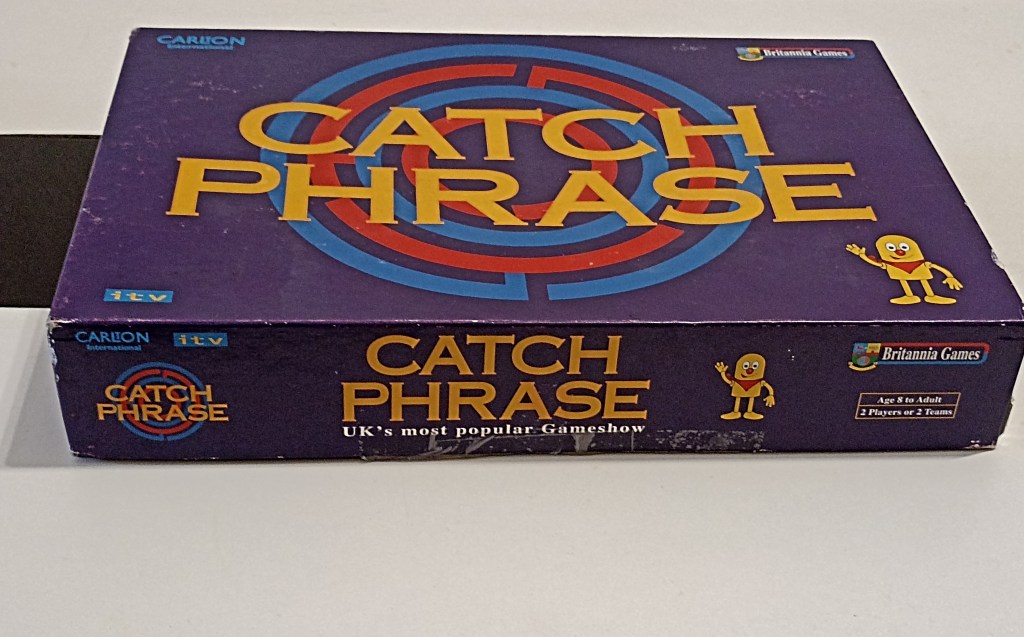 CARLTON
International
Britannia Games
CATCH
PHRASE
itv
CARLTON
International
itv
CATCH
PHRASE
CATCH
PHRASE
UK's most popular Gameshow
Britannia Games
Age 8 to Adult
2 Players or 2 Teams